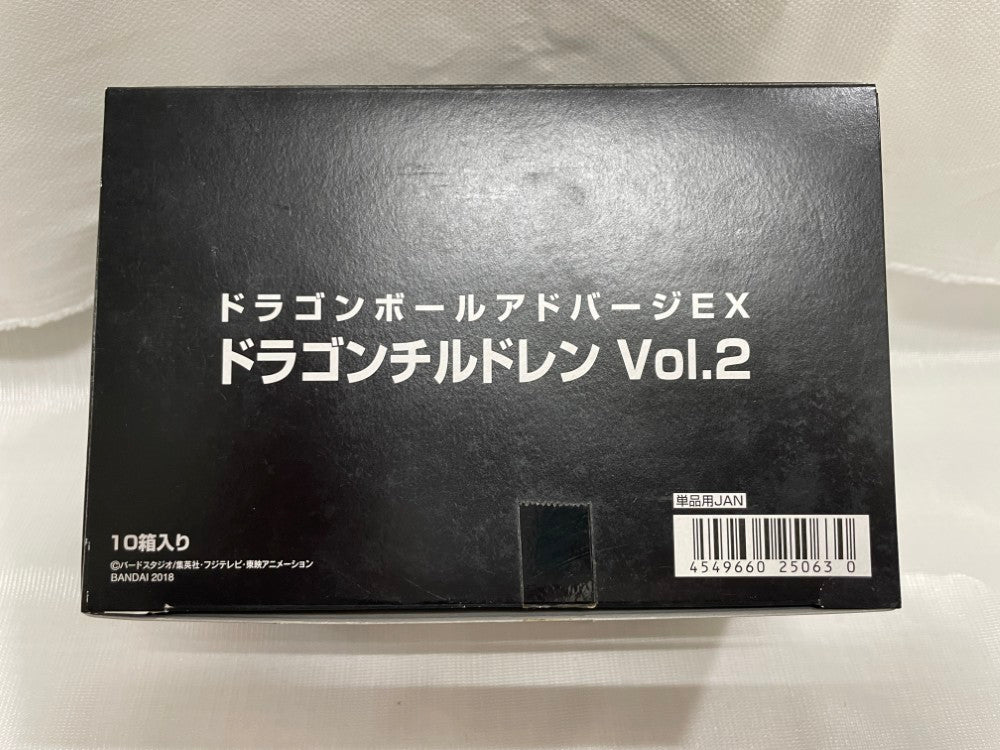 ドラゴンボールアドバージEX
ドラゴンチルドレン Vol.2
単品用JAN
10箱入り
©バードスタジオ/集英社・フジテレビ・東映アニメーション
BANDAI 2018
4549660 25063 0